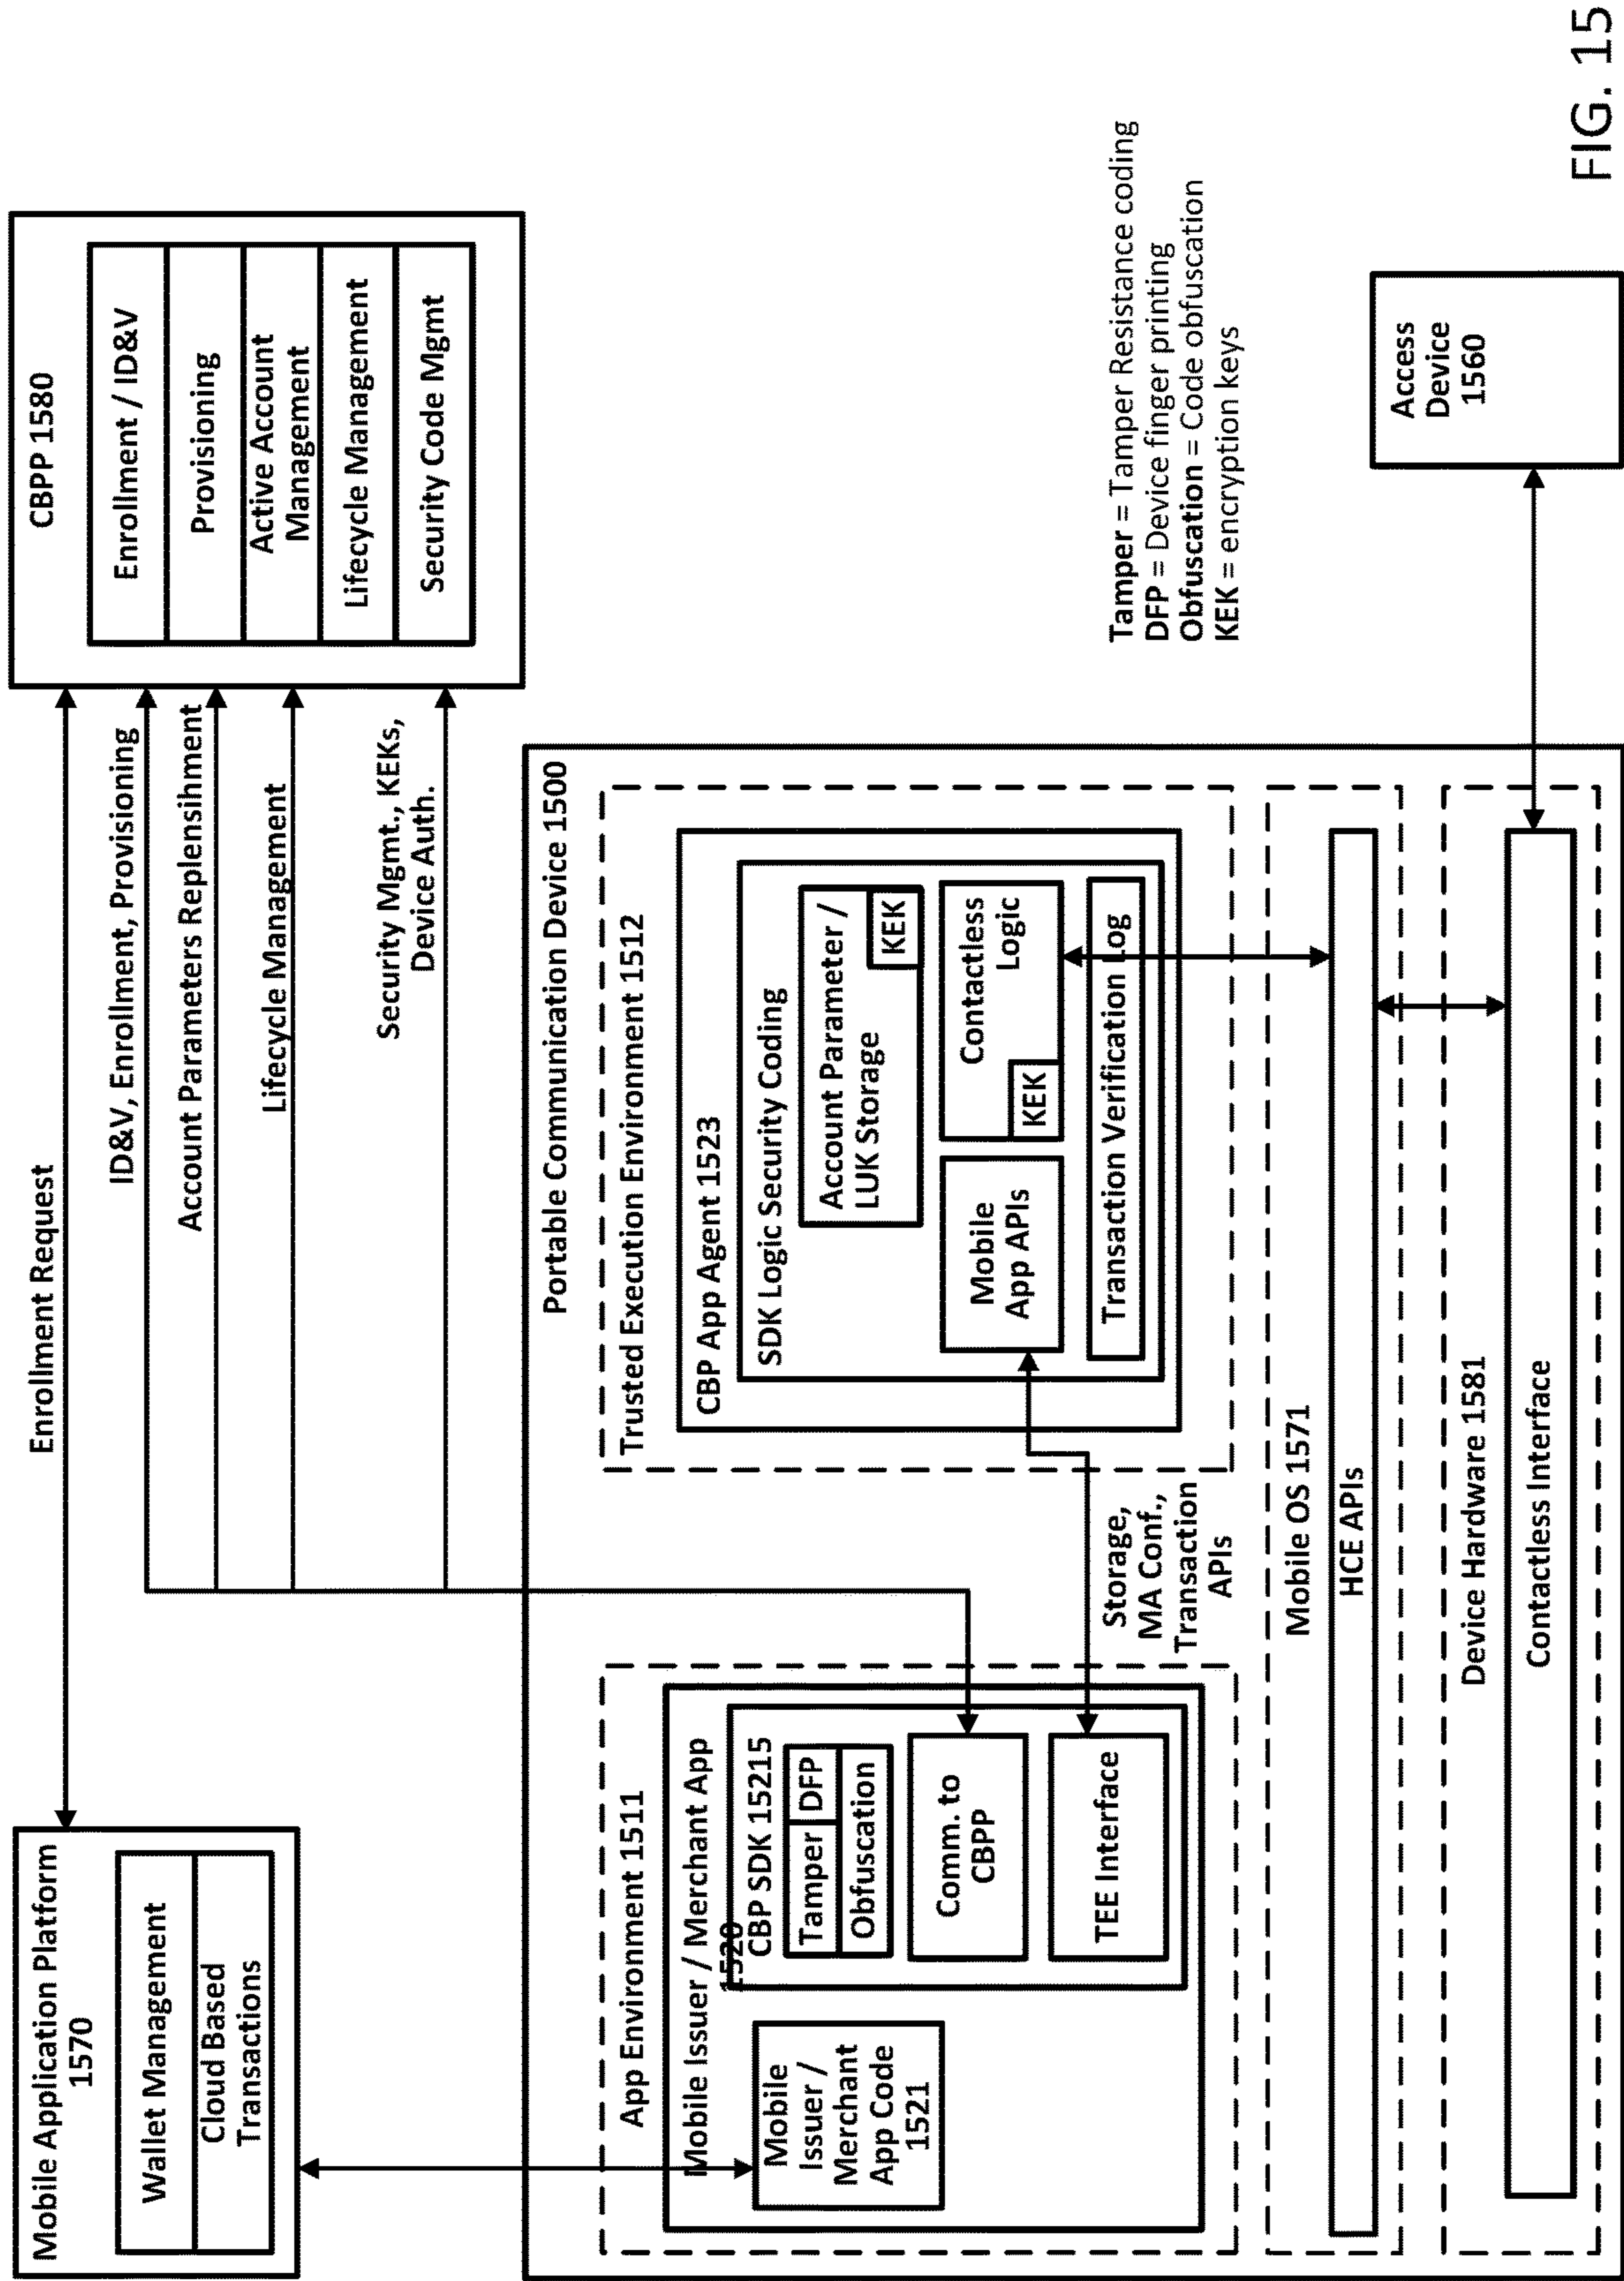 Mobile Application Platform
1570
Wallet Management
Cloud Based
Transactions
Enrollment Request
CBPP 1580
Enrollment / ID&V
Provisioning
Active Account
Management
Lifecycle Management
Security Code Mgmt
ID&V, Enrollment, Provisioning
Account Parameters Replensihment
Lifecycle Management
Security Mgmt., KEKs,
Device Auth.
Portable Communication Device 1500
App Environment 1511
Mobile Issuer / Merchant App
1520
Mobile
Issuer /
Merchant
App Code
1521
CBP SDK 15215
Tamper
DFP
Obfuscation
Comm. to
CBPP
TEE Interface
Storage,
MA Conf.,
Transaction
APIs
Trusted Execution Environment 1512
CBP App Agent 1523
SDK Logic Security Coding
Account Parameter /
LUK Storage
KEK
Mobile
App APIs
Contactless
Logic
KEK
Transaction Verification Log
Mobile OS 1571
HCE APIs
Device Hardware 1581
Contactless Interface
Access
Device
1560
Tamper = Tamper Resistance coding
DFP = Device finger printing
Obfuscation = Code obfuscation
KEK = encryption keys
FIG. 15